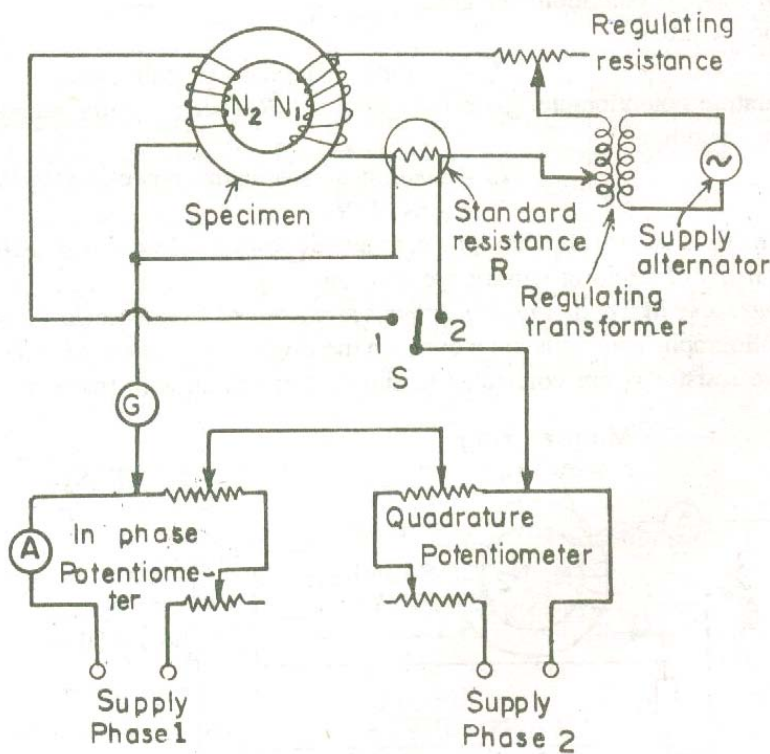 Regulating
resistance
N₂ N₁
Specimen
Standard
resistance
R
Supply
alternator
Regulating
transformer
1
2
S
G
A
In phase
Potentiome-
ter
Quadrature
Potentiometer
Supply
Phase 1
Supply
Phase 2